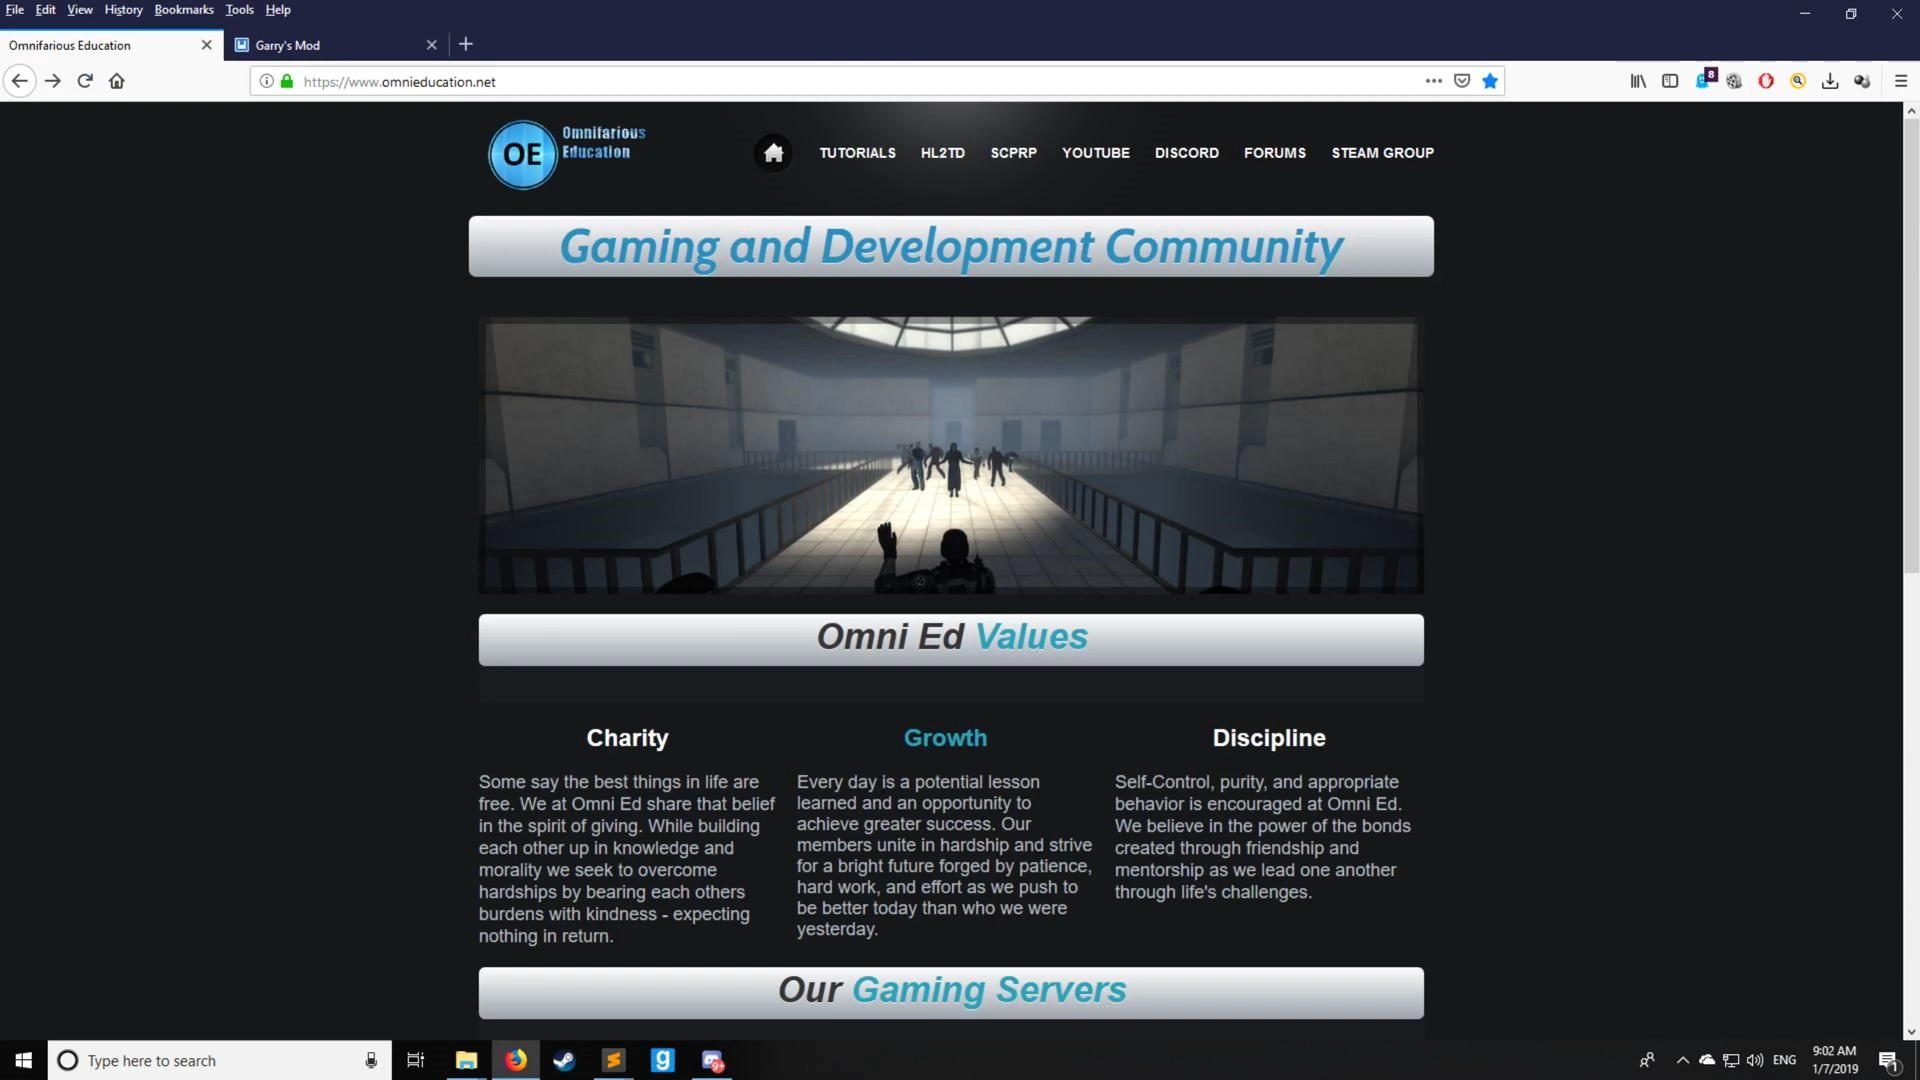 File Edit View History Bookmarks Tools Help
Omnifarious Education
Garry's Mod
https://www.omnieducation.net
8
OE
Omnifarious
Education
TUTORIALS HL2TD SCPRP YOUTUBE DISCORD FORUMS STEAM GROUP
Gaming and Development Community
Omni Ed Values
Charity
Some say the best things in life are
free. We at Omni Ed share that belief
in the spirit of giving. While building
each other up in knowledge and
morality we seek to overcome
hardships by bearing each others
burdens with kindness - expecting
nothing in return.
Growth
Every day is a potential lesson
learned and an opportunity to
achieve greater success. Our
members unite in hardship and strive
for a bright future forged by patience,
hard work, and effort as we push to
be better today than who we were
yesterday.
Discipline
Self-Control, purity, and appropriate
behavior is encouraged at Omni Ed.
We believe in the power of the bonds
created through friendship and
mentorship as we lead one another
through life's challenges.
Our Gaming Servers
Type here to search
g
9+
ENG
9:02 AM
1/7/2019
1